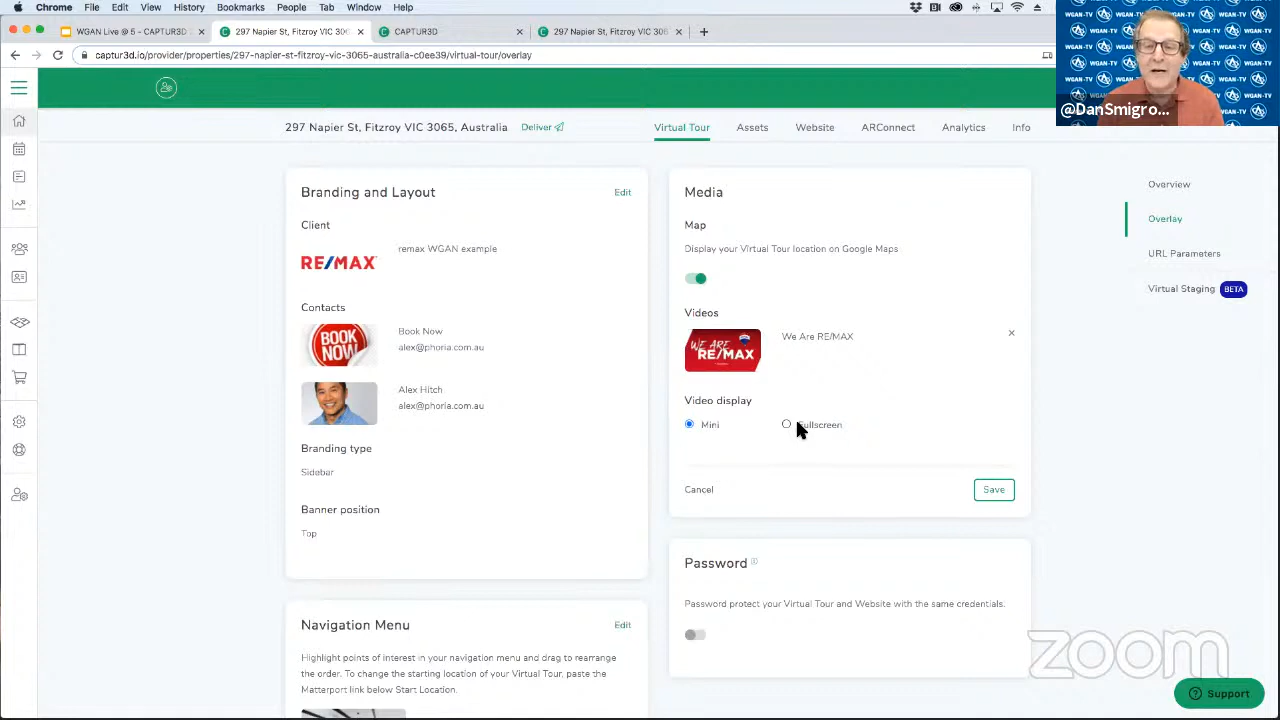 Chrome File Edit View History Bookmarks People Tab Window Help
WGAN Live @ 5 - CAPTUR3D
297 Napier St, Fitzroy VIC 306
CAPTUR3D
297 Napier St, Fitzroy VIC 3065
captur3d.io/provider/properties/297-napier-st-fitzroy-vic-3065-australia-c0ee39/virtual-tour/overlay
WGAN-TV
@DanSmigro...
297 Napier St, Fitzroy VIC 3065, Australia Deliver
Virtual Tour Assets Website ARConnect Analytics Info
Branding and Layout Edit
Client
RE/MAX
remax WGAN example
Contacts
BOOK NOW
Book Now
alex@phoria.com.au
Alex Hitch
alex@phoria.com.au
Branding type
Sidebar
Banner position
Top
Navigation Menu Edit
Highlight points of interest in your navigation menu and drag to rearrange
the order. To change the starting location of your Virtual Tour, paste the
Matterport link below Start Location.
Media
Map
Display your Virtual Tour location on Google Maps
Videos
WE ARE RE/MAX
We Are RE/MAX
Video display
Mini Fullscreen
Cancel Save
Password
Password protect your Virtual Tour and Website with the same credentials.
Overview
Overlay
URL Parameters
Virtual Staging BETA
zoom
Support